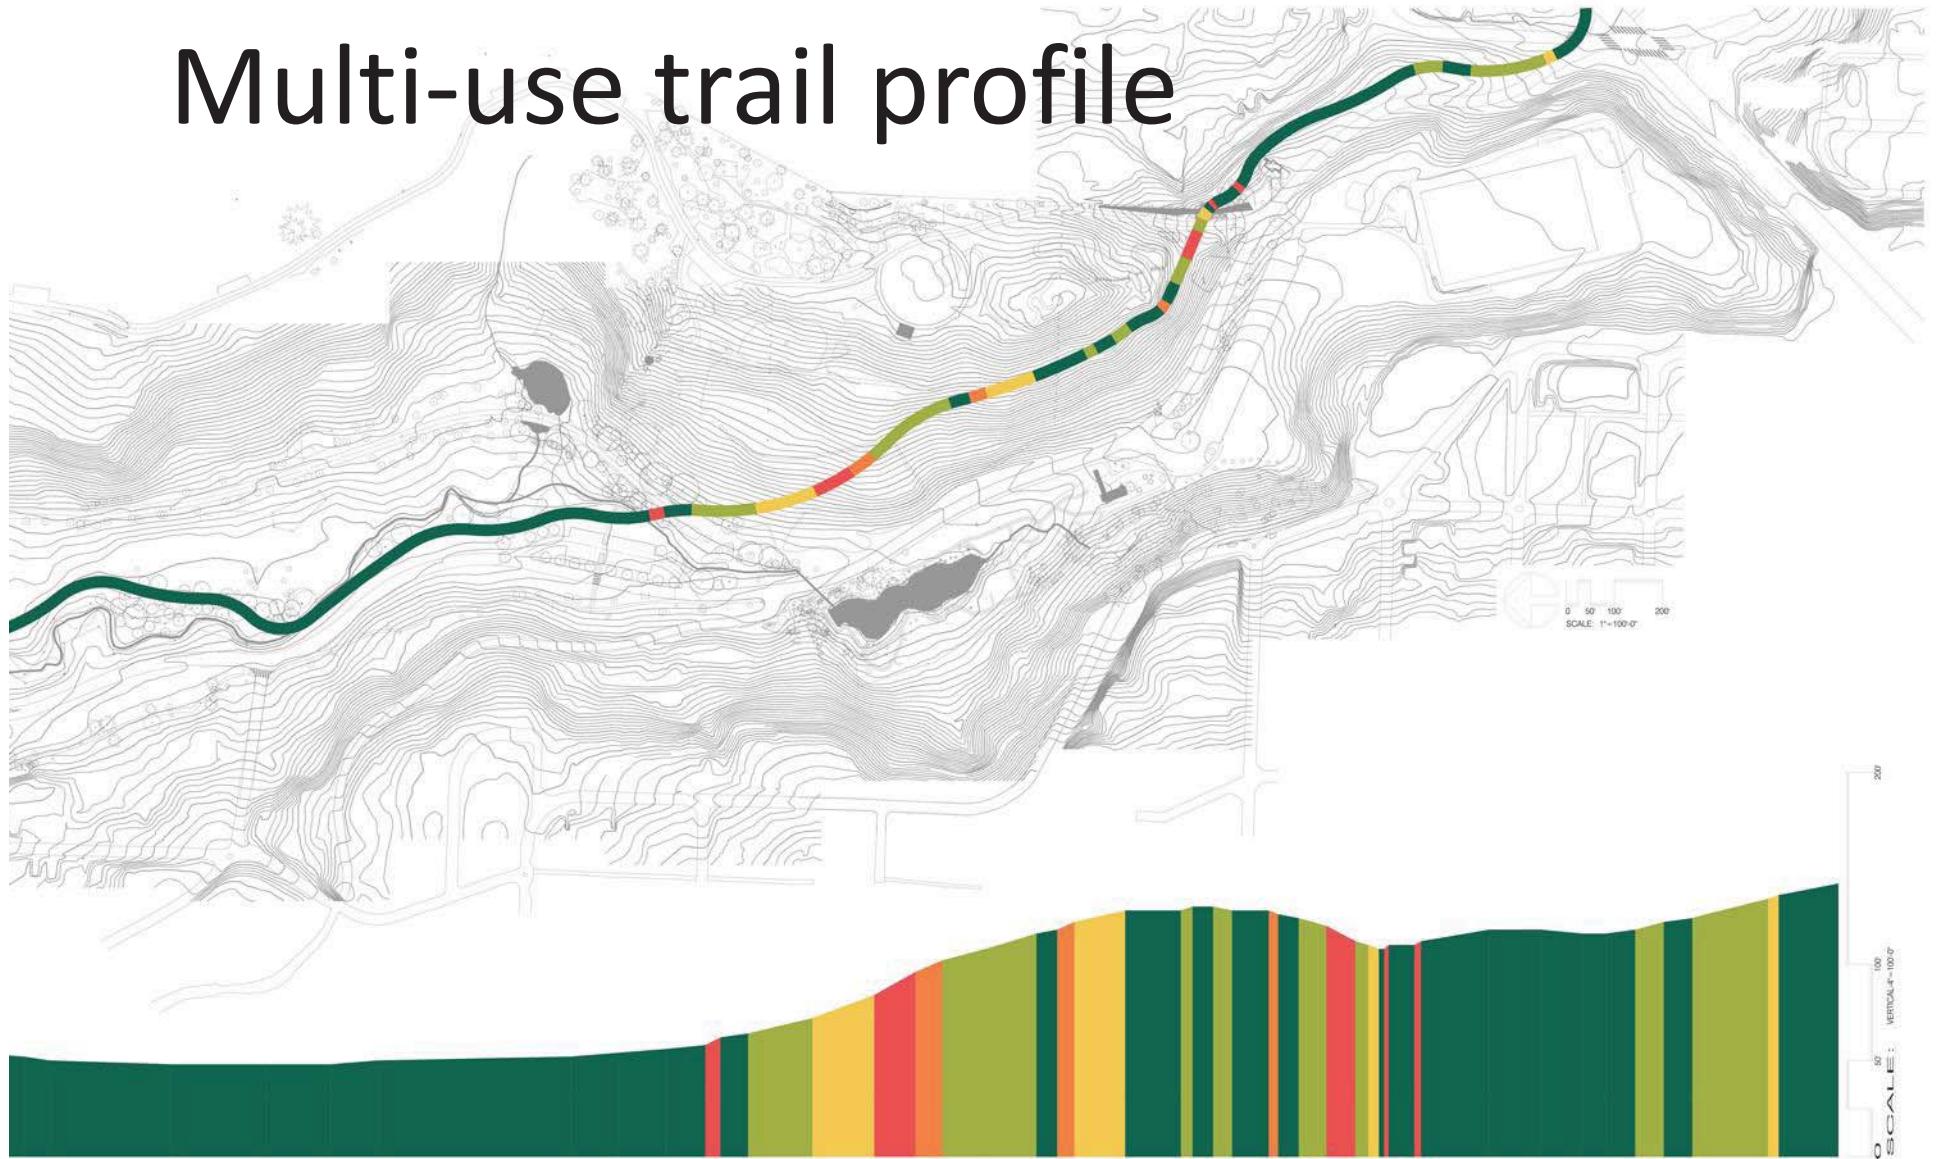 Multi-use trail profile
0 50' 100' 200'
SCALE: 1"=100'-0"
200'
100'
50'
0
SCALE: VERTICAL 4"=100'-0"